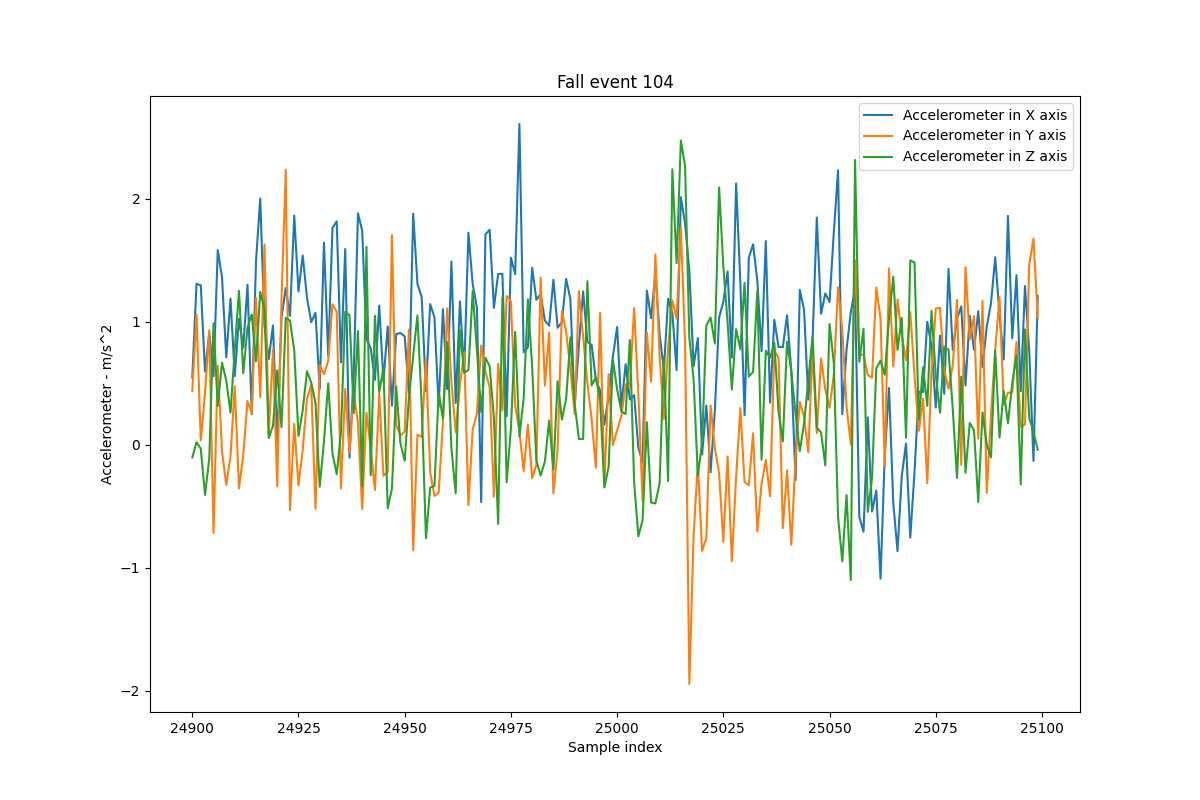 Fall event 104
Accelerometer in X axis
Accelerometer in Y axis
Accelerometer in Z axis
Accelerometer - m/s^2
2
1
0
−1
−2
24900 24925 24950 24975 25000 25025 25050 25075 25100
Sample index